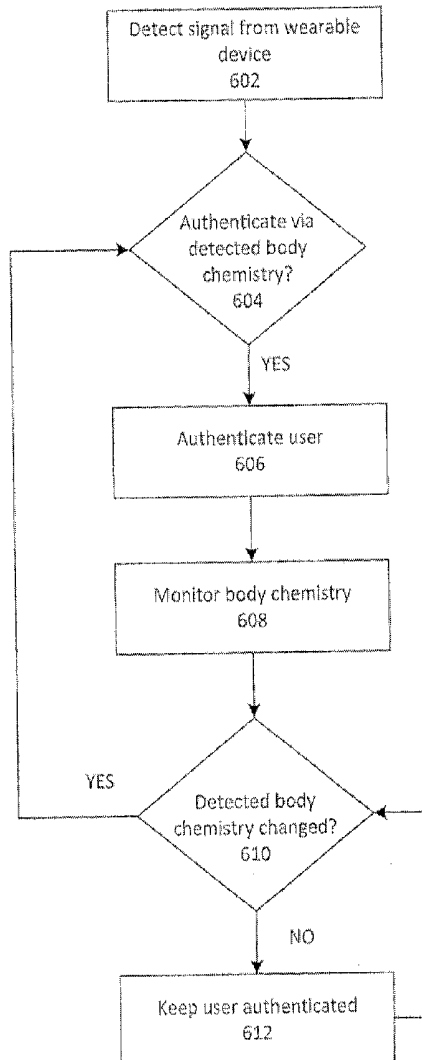 Detect signal from wearable
device
602
Authenticate via
detected body
chemistry?
604
YES
Authenticate user
606
Monitor body chemistry
608
YES
Detected body
chemistry changed?
610
NO
Keep user authenticated
612